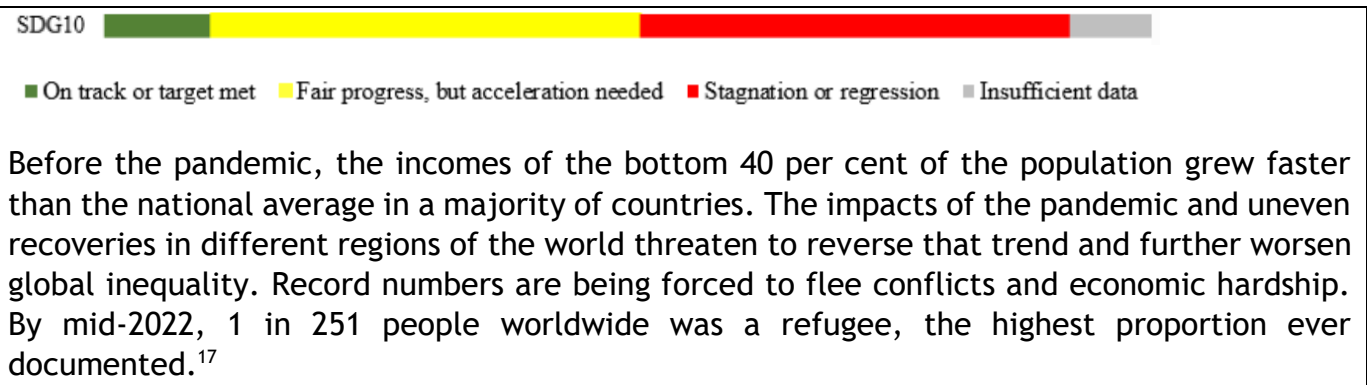 SDG10
On track or target met Fair progress, but acceleration needed Stagnation or regression Insufficient data
Before the pandemic, the incomes of the bottom 40 per cent of the population grew faster
than the national average in a majority of countries. The impacts of the pandemic and uneven
recoveries in different regions of the world threaten to reverse that trend and further worsen
global inequality. Record numbers are being forced to flee conflicts and economic hardship.
By mid-2022, 1 in 251 people worldwide was a refugee, the highest proportion ever
documented.17